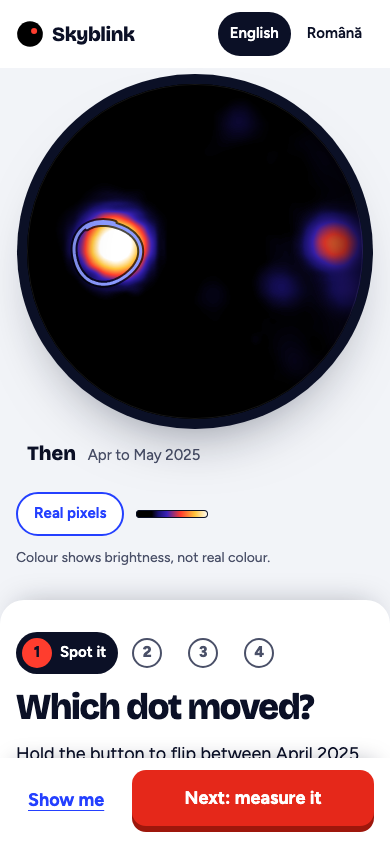 Skyblink
English
Română
Then Apr to May 2025
Real pixels
Colour shows brightness, not real colour.
1 Spot it 2 3 4
Which dot moved?
Hold the button to flip between April 2025
Show me
Next: measure it